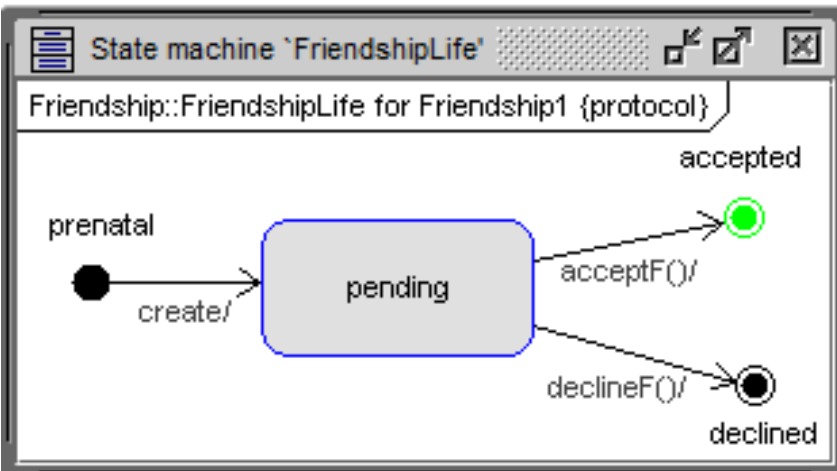 State machine `FriendshipLife'
Friendship::FriendshipLife for Friendship1 {protocol}
accepted
prenatal
acceptF()/
pending
create/
declineF()/
declined